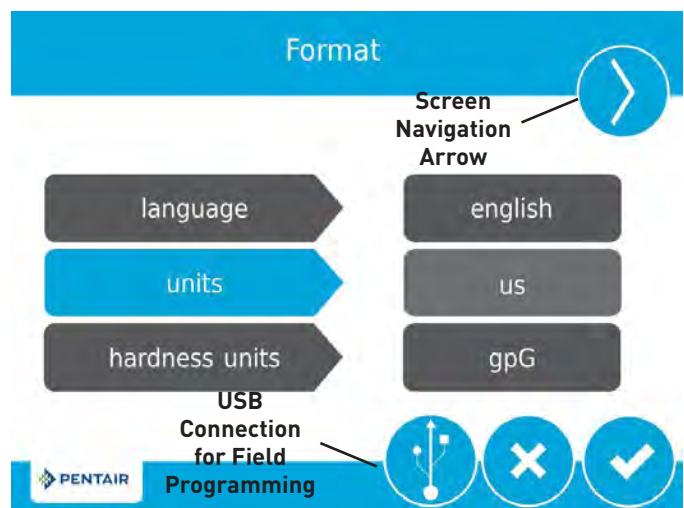 Format
Screen
Navigation
Arrow
language
english
units
us
hardness units
gpG
USB
Connection
for Field
Programming
PENTAIR